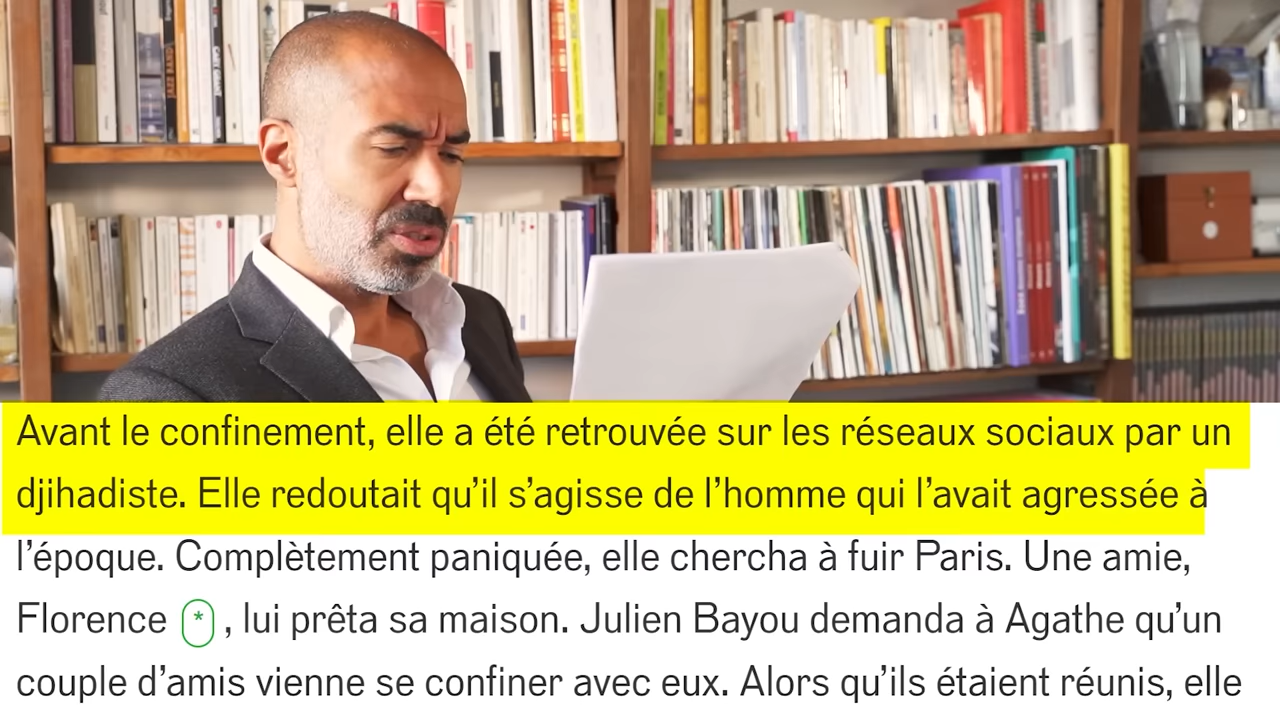 Avant le confinement, elle a été retrouvée sur les réseaux sociaux par un
djihadiste. Elle redoutait qu'il s'agisse de l'homme qui l'avait agressée à
l'époque. Complètement paniquée, elle chercha à fuir Paris. Une amie,
Florence * , lui prêta sa maison. Julien Bayou demanda à Agathe qu'un
couple d'amis vienne se confiner avec eux. Alors qu'ils étaient réunis, elle